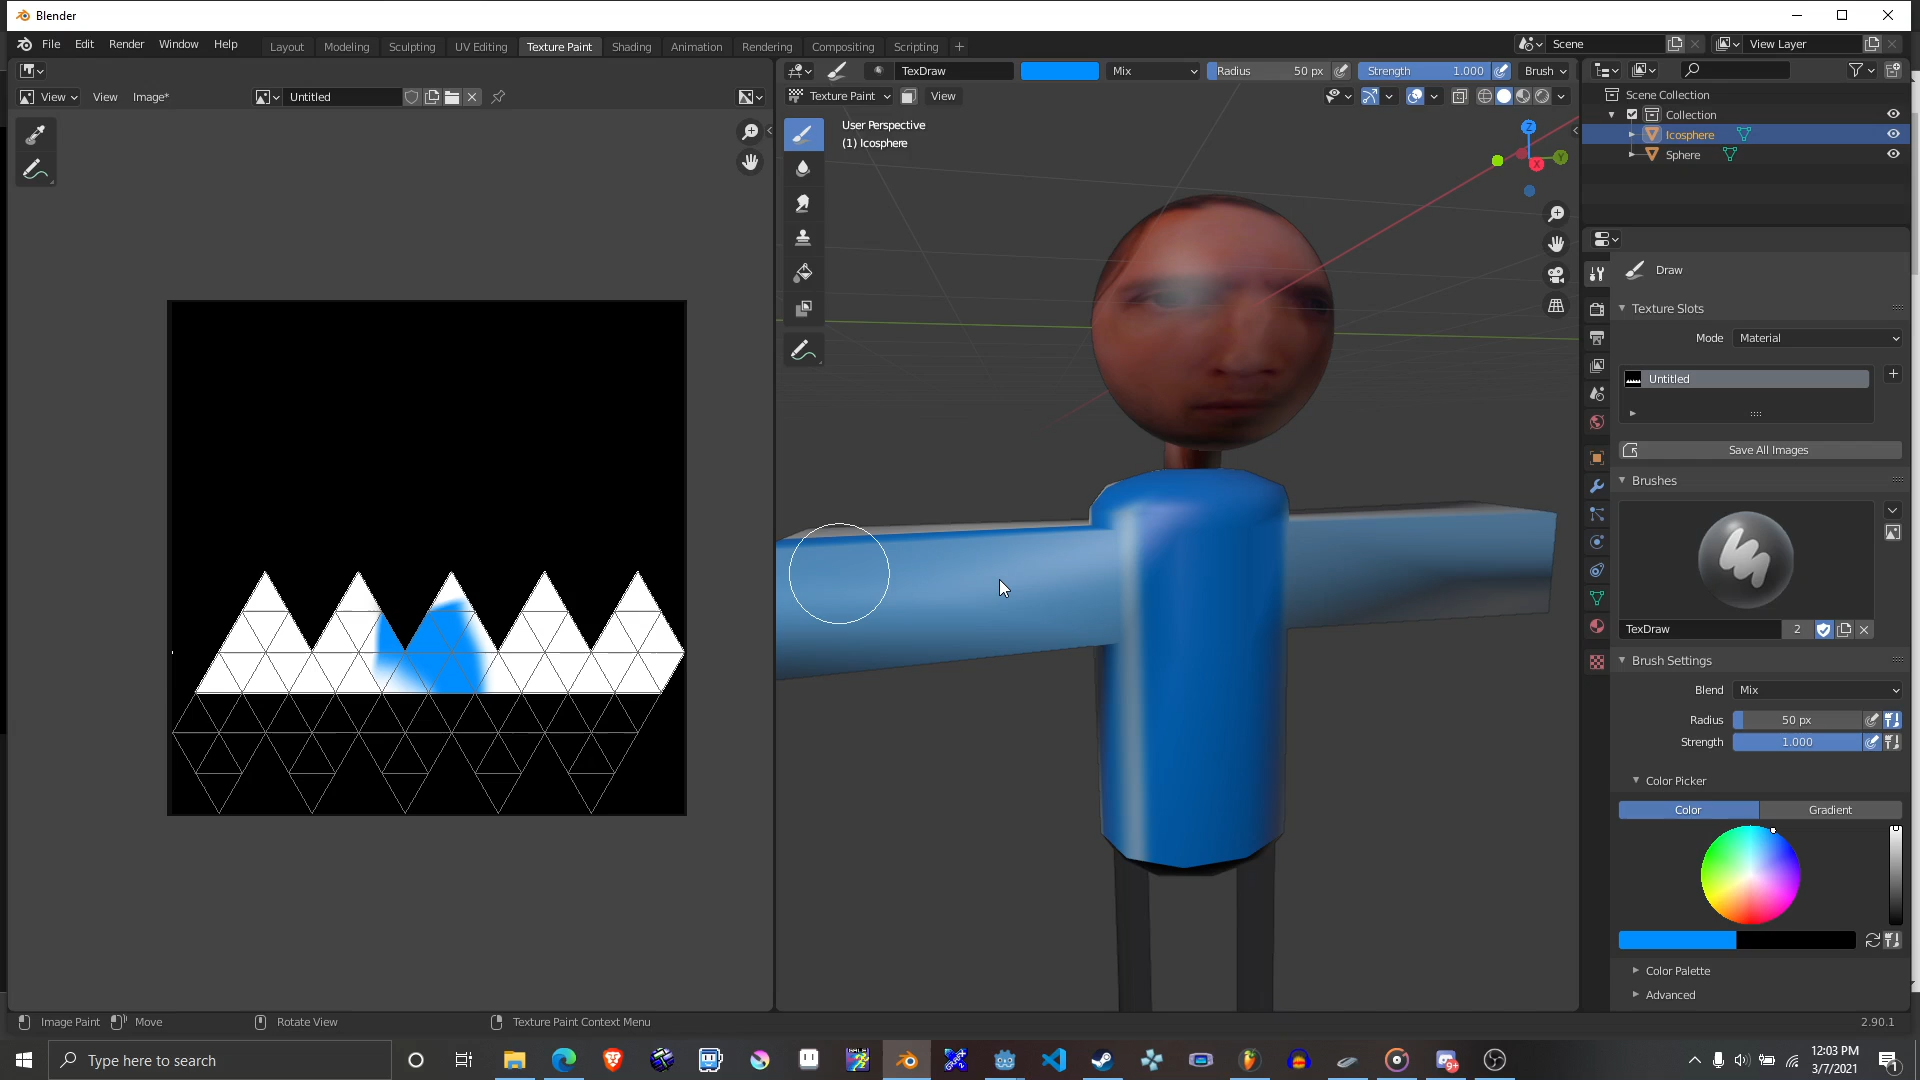 Blender
File Edit Render Window Help Layout Modeling Sculpting UV Editing Texture Paint Shading Animation Rendering Compositing Scripting Scene View Layer
TexDraw Mix Radius 50 px Strength 1.000 Brush
View View Image* Untitled Texture Paint View
Scene Collection
Collection
Icosphere
Sphere
User Perspective
(1) Icosphere
Z
Y
X
Draw
Texture Slots
Mode Material
Untitled
Save All Images
Brushes
TexDraw 2
Brush Settings
Blend Mix
Radius 50 px
Strength 1.000
Color Picker
Color Gradient
Color Palette
Advanced
Image Paint Move Rotate View Texture Paint Context Menu 2.90.1
Type here to search
12:03 PM
3/7/2021
1